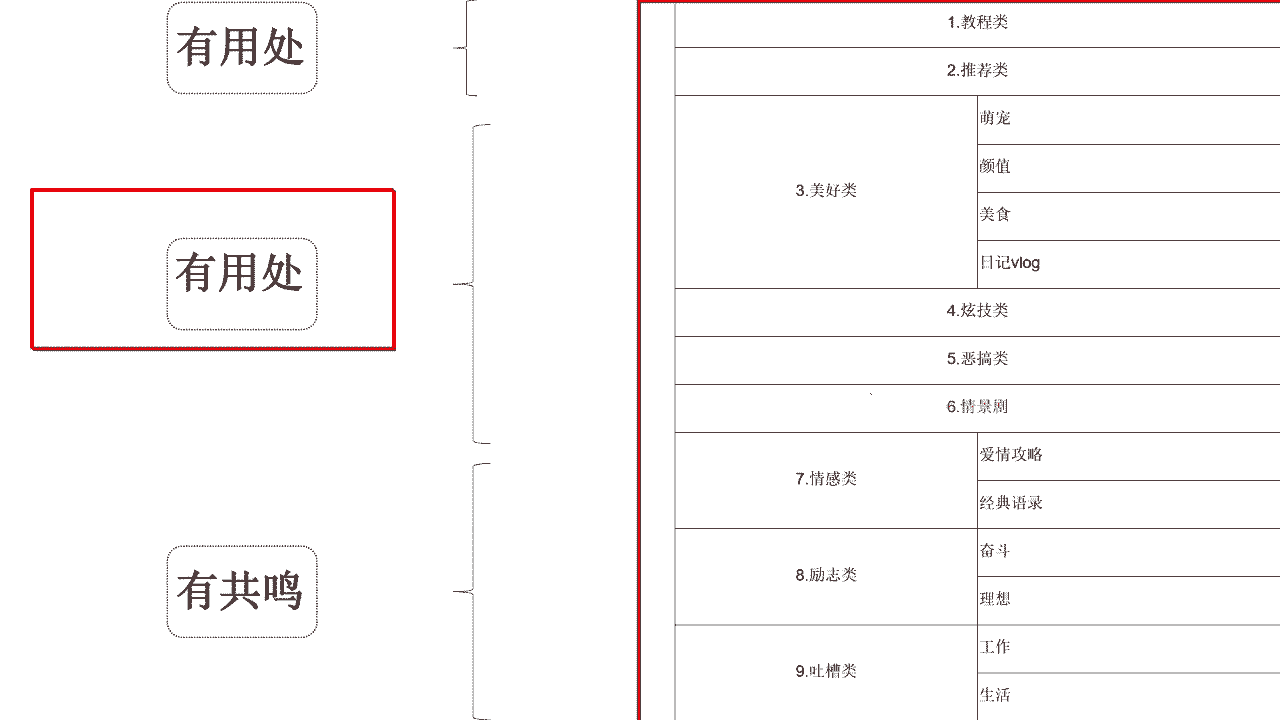 有用处
有用处
有共鸣
1.教程类
2.推荐类
3.美好类
萌宠
颜值
美食
日记vlog
4.炫技类
5.恶搞类
6.情景剧
7.情感类
爱情攻略
经典语录
8.励志类
奋斗
理想
9.吐槽类
工作
生活